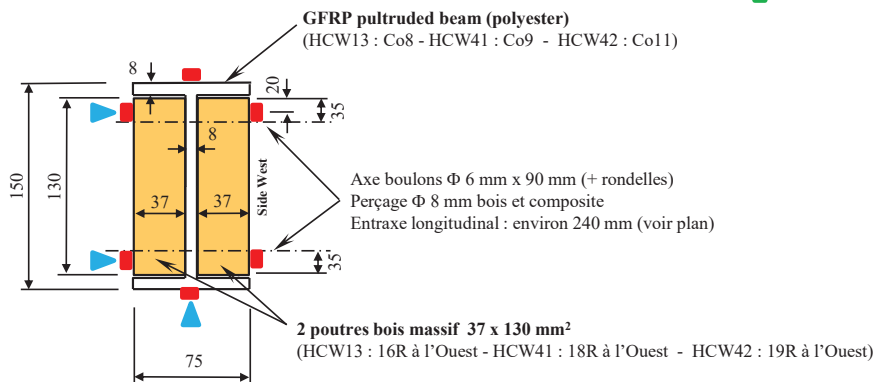 GFRP pultruded beam (polyester)
(HCW13 : Co8 - HCW41 : Co9 - HCW42 : Co11)
8
20
35
8
150
130
37
37
Side West
Axe boulons Φ 6 mm x 90 mm (+ rondelles)
Perçage Φ 8 mm bois et composite
Entraxe longitudinal : environ 240 mm (voir plan)
35
2 poutres bois massif 37 x 130 mm²
(HCW13 : 16R à l’Ouest - HCW41 : 18R à l’Ouest - HCW42 : 19R à l’Ouest)
75